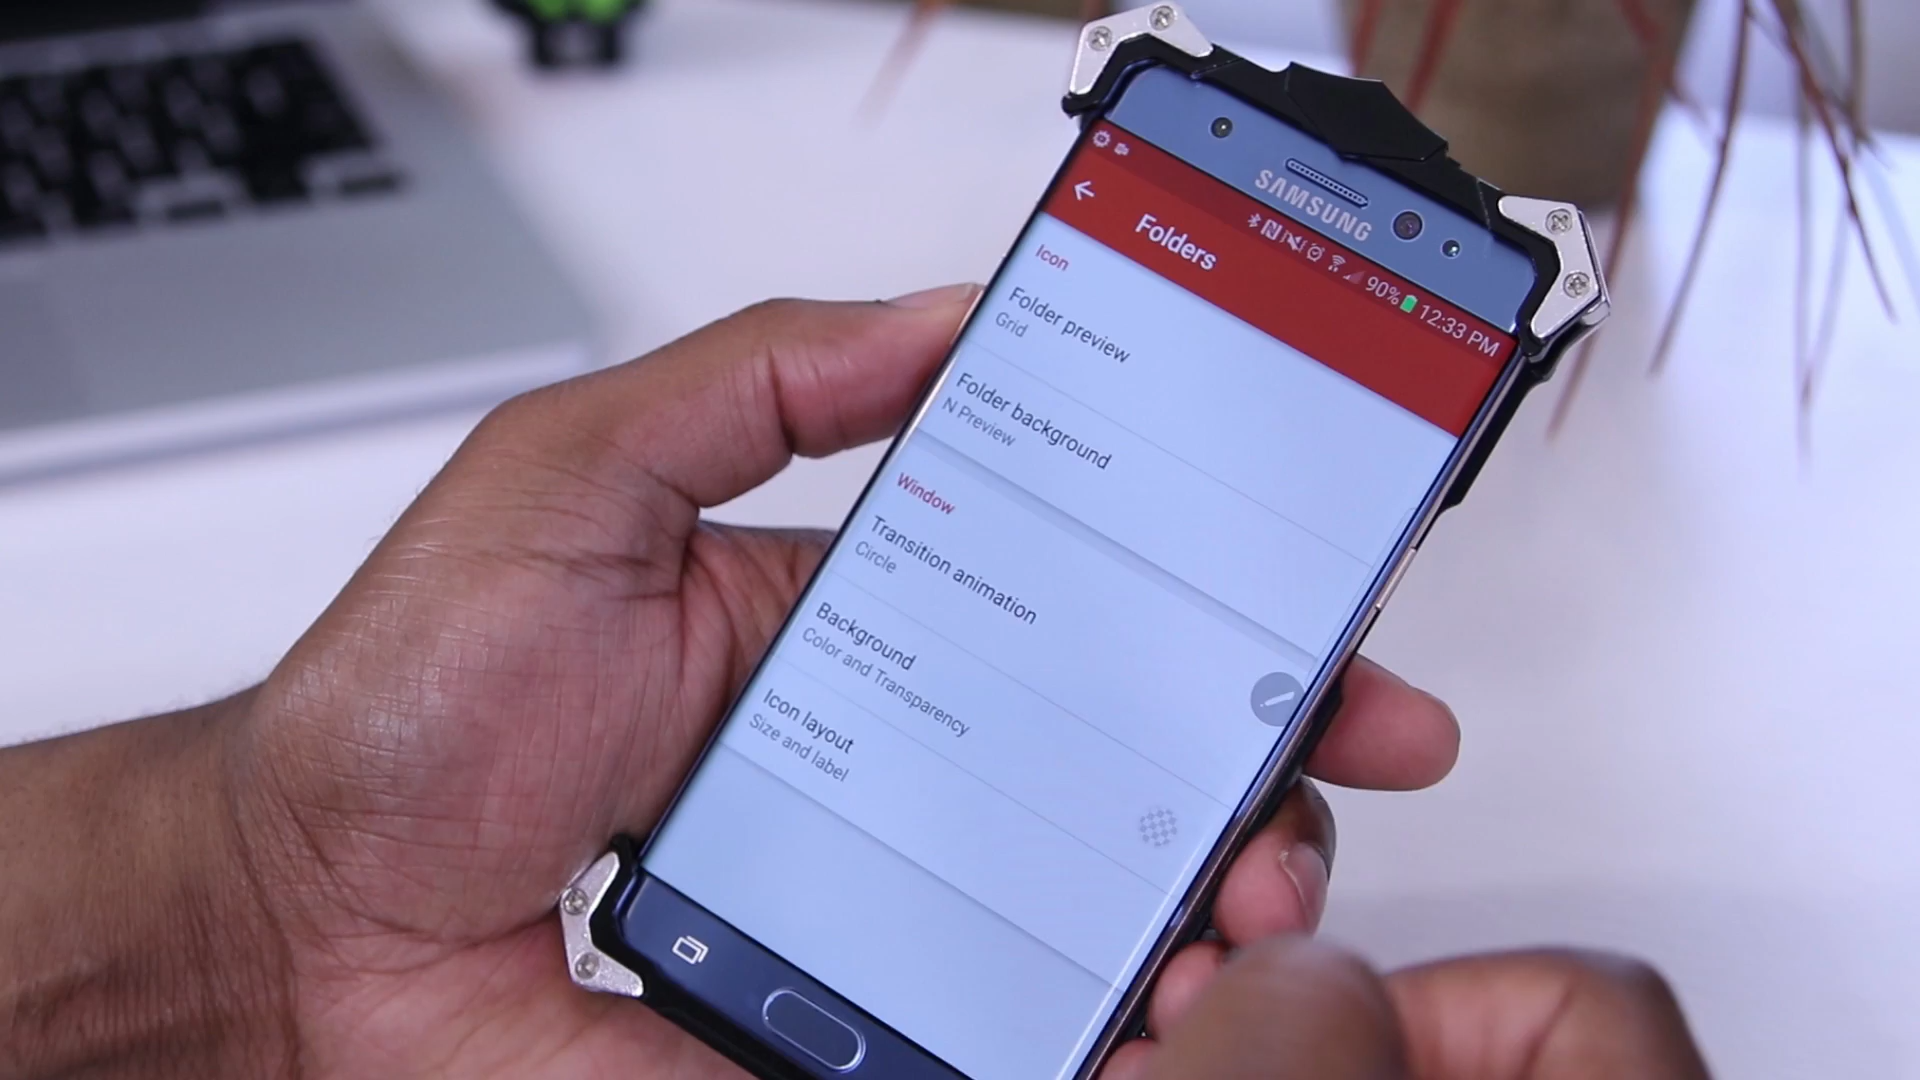 SAMSUNG
90% 12:33 PM
Folders
Icon
Folder preview
Grid
Folder background
N Preview
Window
Transition animation
Circle
Background
Color and Transparency
Icon layout
Size and label